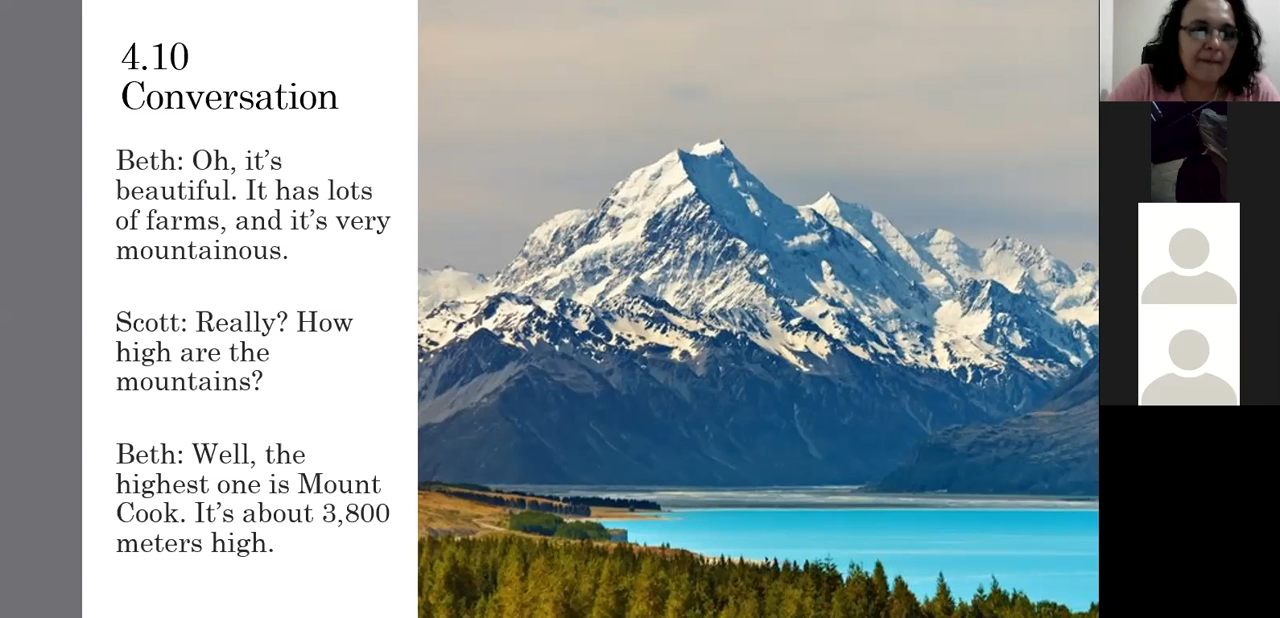 4.10
Conversation
Beth: Oh, it’s
beautiful. It has lots
of farms, and it’s very
mountainous.
Scott: Really? How
high are the
mountains?
Beth: Well, the
highest one is Mount
Cook. It’s about 3,800
meters high.